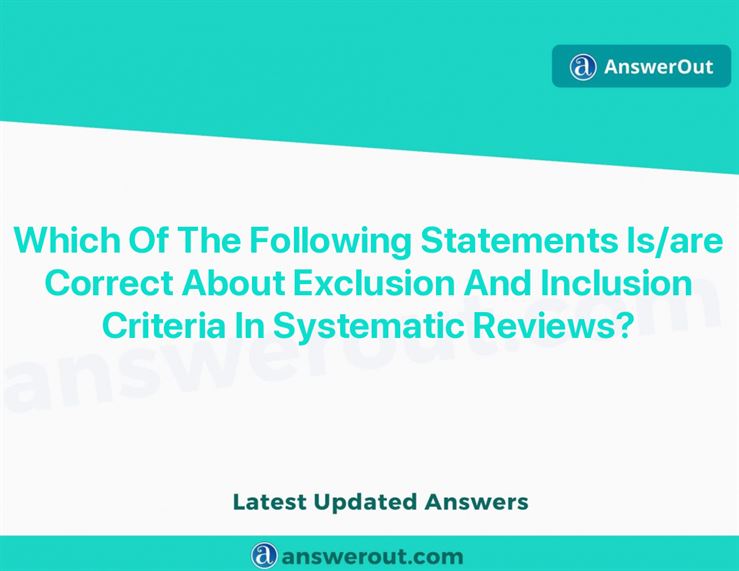 AnswerOut
Which Of The Following Statements Is/are
Correct About Exclusion And Inclusion
Criteria In Systematic Reviews?
answerout.com
Latest Updated Answers
answerout.com